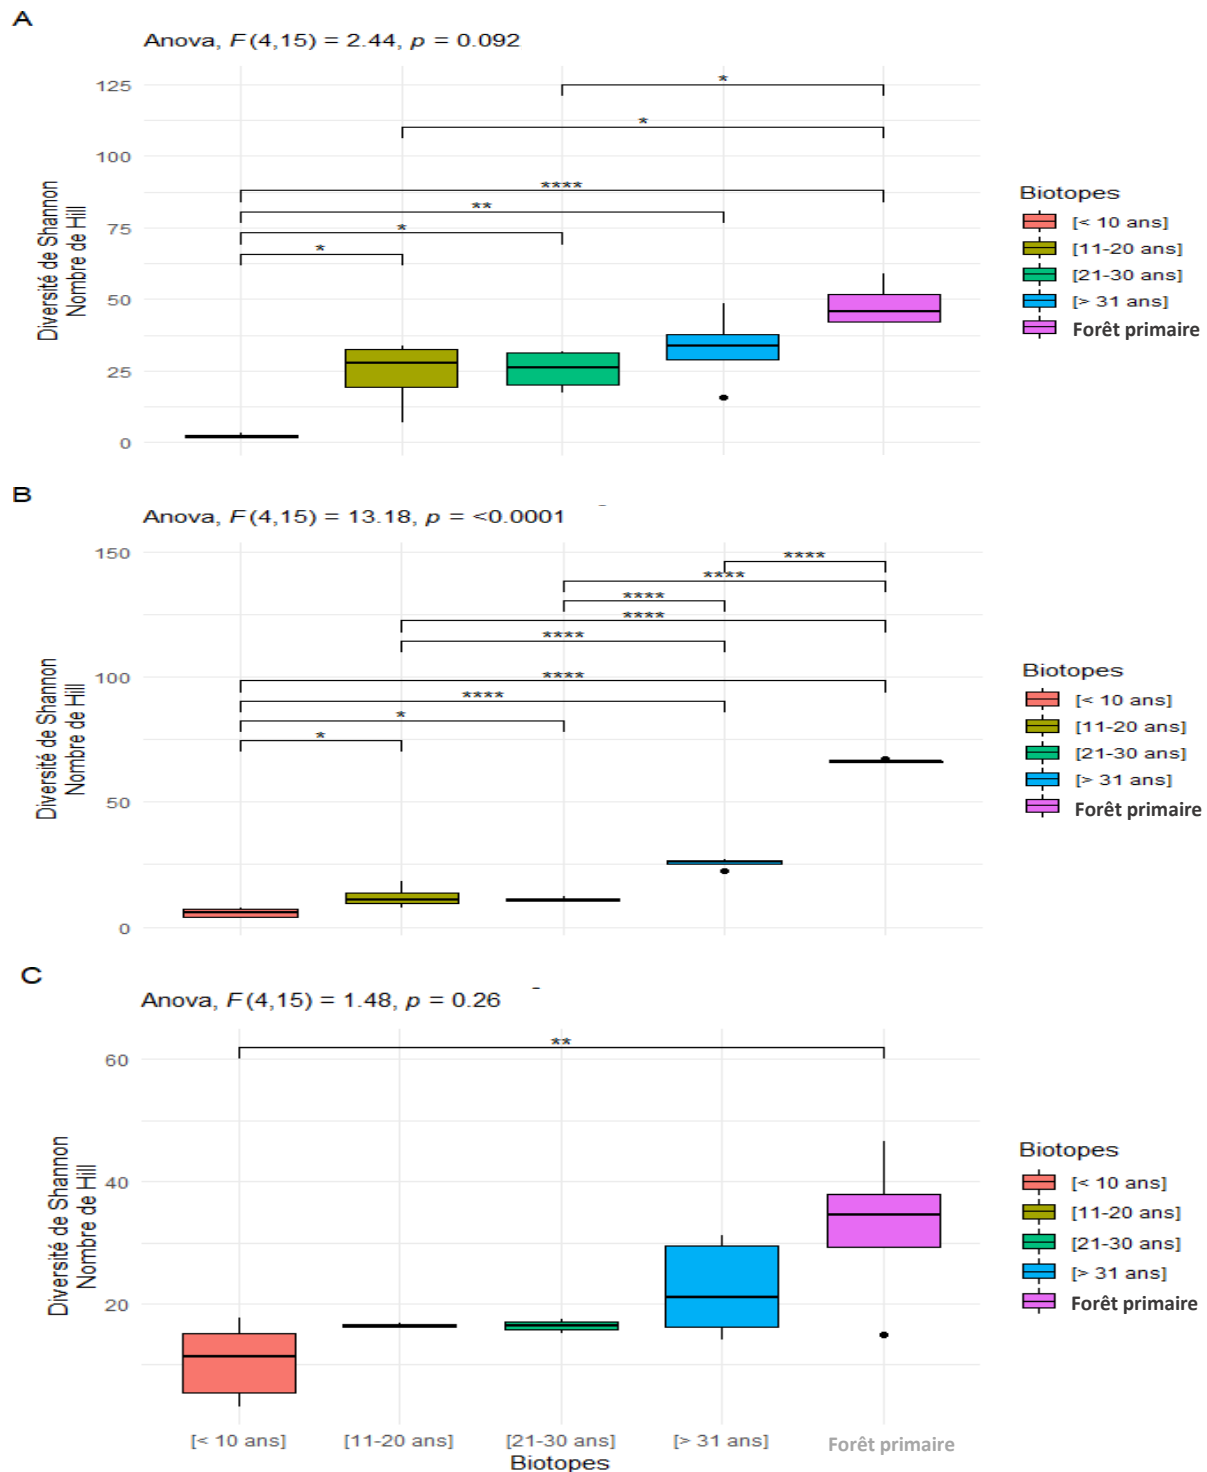 A
Anova, F(4,15) = 2.44, p = 0.092
125
100
75
50
25
0
Diversité de Shannon
Nombre de Hill
*
*
****
**
*
*
Biotopes
[< 10 ans]
[11-20 ans]
[21-30 ans]
[> 31 ans]
Forêt primaire
B
Anova, F(4,15) = 13.18, p = <0.0001
150
100
50
0
Diversité de Shannon
Nombre de Hill
****
****
****
****
****
****
****
*
*
Biotopes
[< 10 ans]
[11-20 ans]
[21-30 ans]
[> 31 ans]
Forêt primaire
C
Anova, F(4,15) = 1.48, p = 0.26
60
40
20
Diversité de Shannon
Nombre de Hill
**
Biotopes
[< 10 ans]
[11-20 ans]
[21-30 ans]
[> 31 ans]
Forêt primaire
[< 10 ans]
[11-20 ans]
[21-30 ans]
[> 31 ans]
Forêt primaire
Biotopes